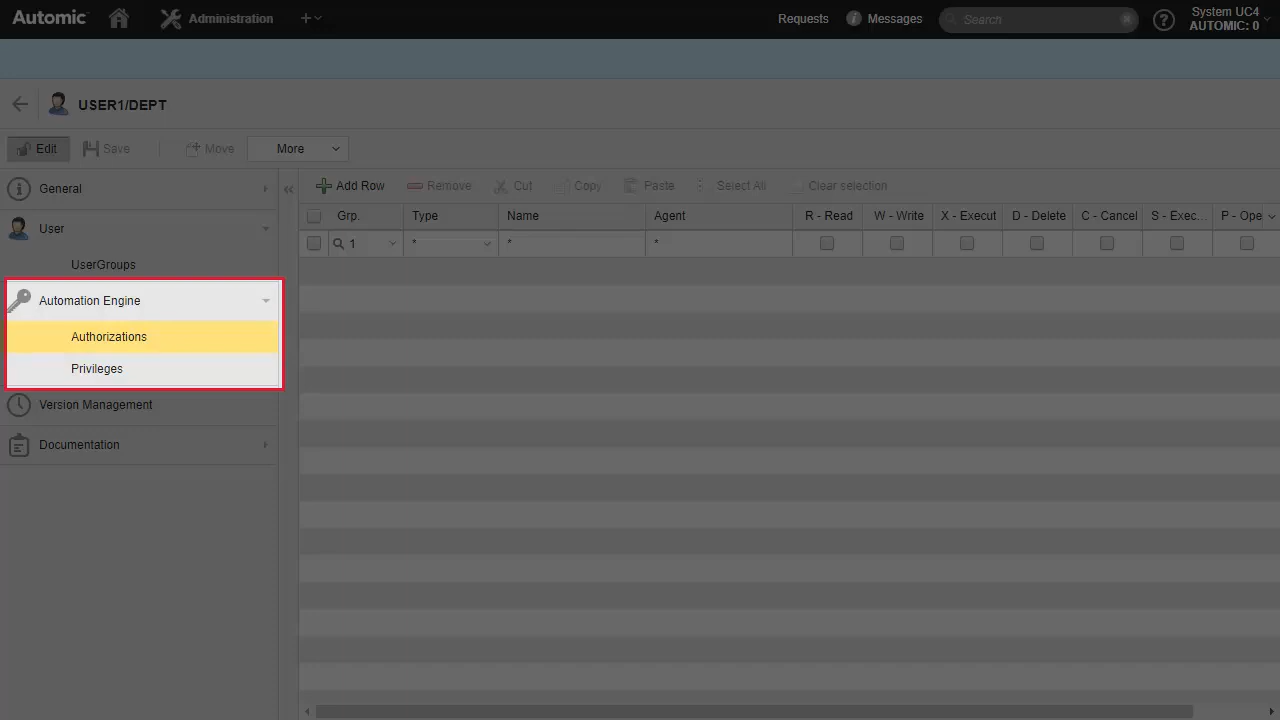 Automic
Administration
Requests
Messages
Search
System UC4
AUTOMIC: 0
USER1/DEPT
Edit
Save
Move
More
General
User
UserGroups
Automation Engine
Authorizations
Privileges
Version Management
Documentation
Add Row
Remove
Cut
Copy
Paste
Select All
Clear selection
Grp.
Type
Name
Agent
R - Read
W - Write
X - Execut
D - Delete
C - Cancel
S - Exec...
P - Ope
1
*
*
*